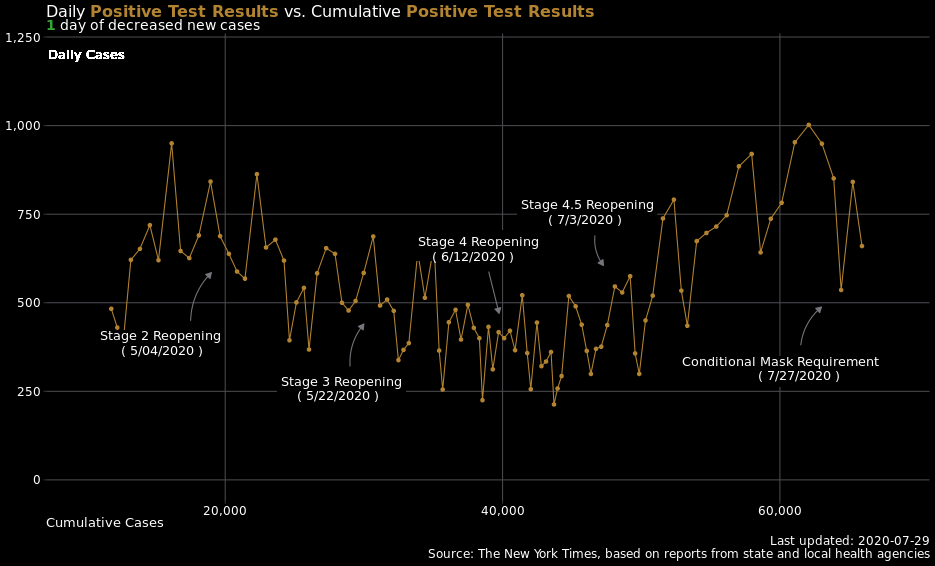 Daily Positive Test Results vs. Cumulative Positive Test Results
1 day of decreased new cases
1,250
Daily Cases
1,000
750
500
250
0
Stage 4.5 Reopening
( 7/3/2020 )
Stage 4 Reopening
( 6/12/2020 )
Stage 2 Reopening
( 5/04/2020 )
Stage 3 Reopening
( 5/22/2020 )
Conditional Mask Requirement
( 7/27/2020 )
20,000
40,000
60,000
Cumulative Cases
Last updated: 2020-07-29
Source: The New York Times, based on reports from state and local health agencies